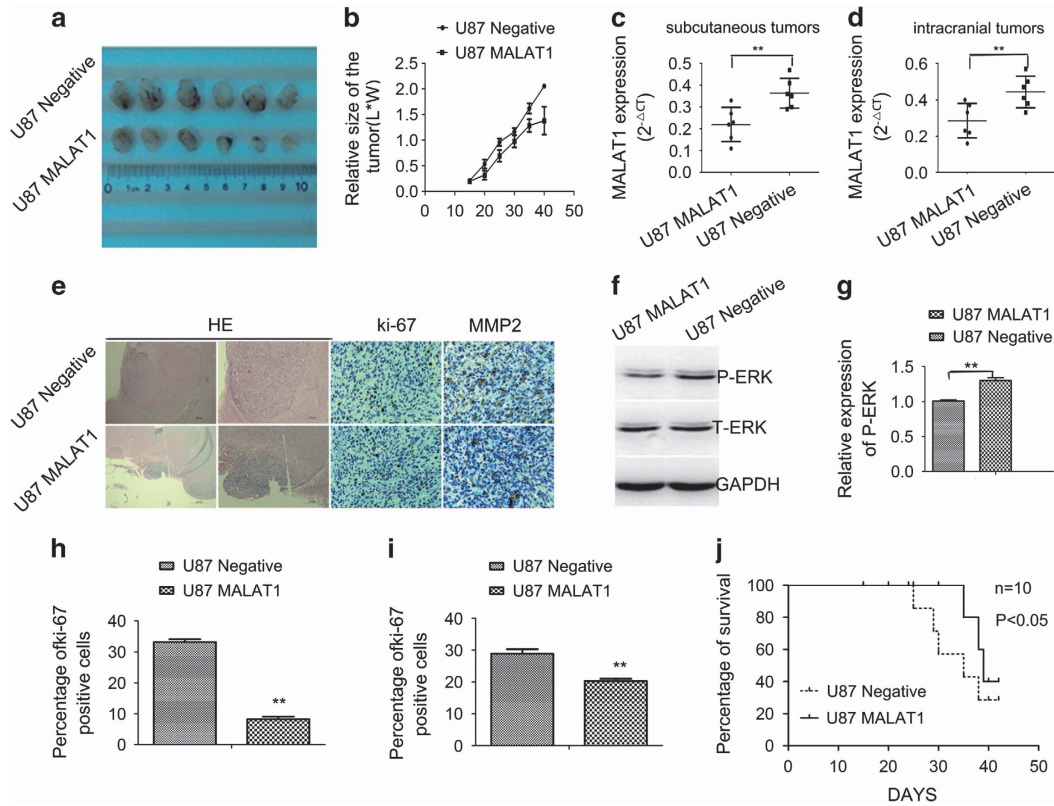 a
U87 Negative
U87 MALAT1
0 1cm 2 3 4 5 6 7 8 9 10
b
U87 Negative
U87 MALAT1
Relative size of the
tumor(L*W)
2.5
2.0
1.5
1.0
0.5
0.0
0 10 20 30 40 50
c
subcutaneous tumors
**
MALAT1 expression
(2-△CT)
0.5
0.4
0.3
0.2
0.1
0.0
U87 MALAT1
U87 Negative
d
intracranial tumors
**
MALAT1 expression
(2-△CT)
0.6
0.4
0.2
0.0
U87 MALAT1
U87 Negative
e
HE ki-67 MMP2
U87 Negative
U87 MALAT1
f
U87 MALAT1
U87 Negative
P-ERK
T-ERK
GAPDH
g
U87 MALAT1
U87 Negative
Relative expression
of P-ERK
1.5
1.0
0.5
0.0
**
h
U87 Negative
U87 MALAT1
Percentage ofki-67
positive cells
40
30
20
10
0
**
i
U87 Negative
U87 MALAT1
Percentage ofki-67
positive cells
40
30
20
10
0
**
j
Percentage of survival
100
80
60
40
20
0
n=10
P<0.05
U87 Negative
U87 MALAT1
0 10 20 30 40 50
DAYS